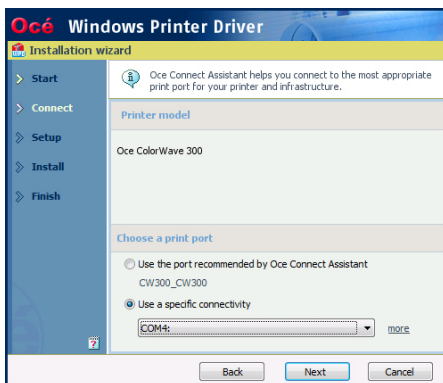 Océ Windows Printer Driver
Installation wizard
Start
Connect
Setup
Install
Finish
Oce Connect Assistant helps you connect to the most appropriate
print port for your printer and infrastructure.
Printer model
Oce ColorWave 300
Choose a print port
Use the port recommended by Oce Connect Assistant
CW300_CW300
Use a specific connectivity
COM4:
more
?
Back Next Cancel